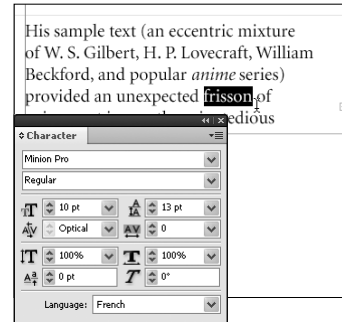 His sample text (an eccentric mixture
of W. S. Gilbert, H. P. Lovecraft, William
Beckford, and popular anime series)
provided an unexpected frisson of
Character
Minion Pro
Regular
10 pt 13 pt
Optical 0
100% 100%
0 pt 0°
Language: French